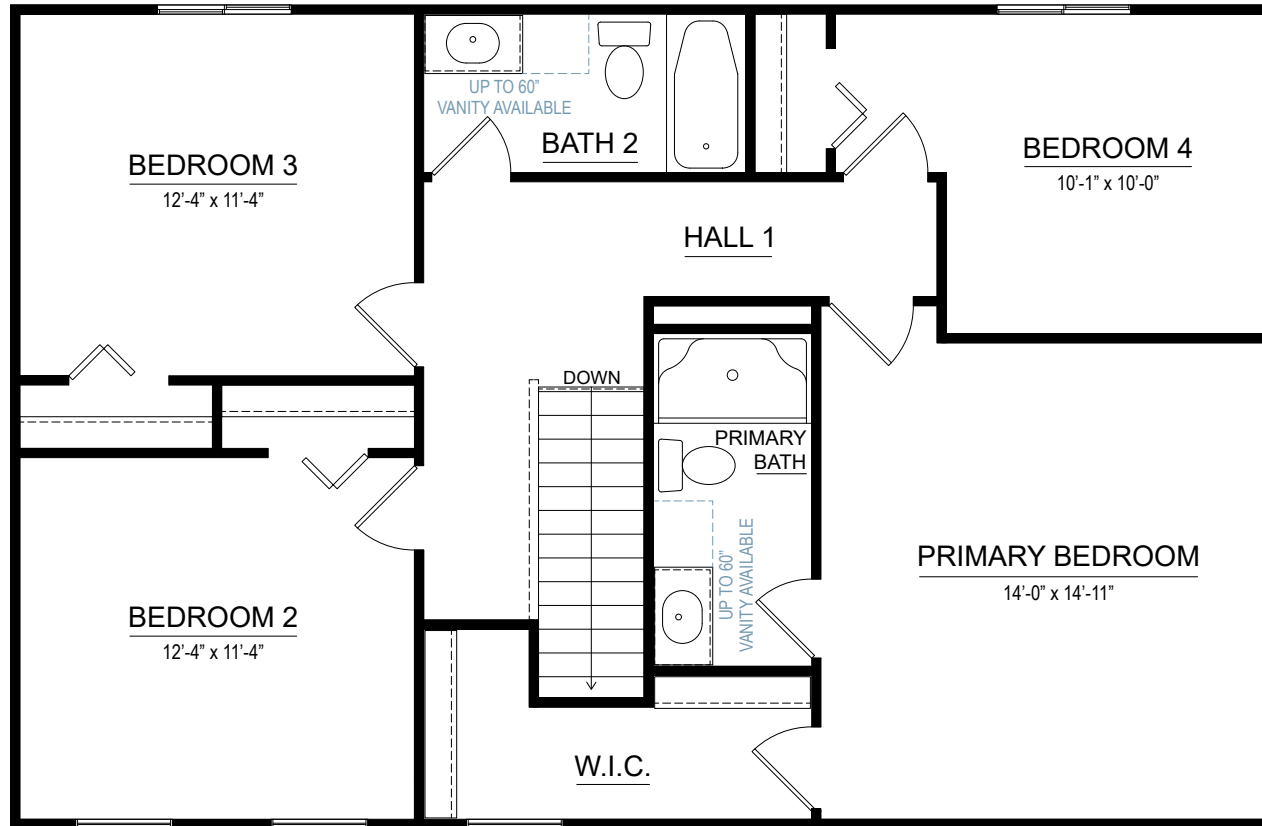 UP TO 60”
VANITY AVAILABLE
BATH 2
BEDROOM 3
12’-4” x 11’-4”
BEDROOM 4
10’-1” x 10’-0”
HALL 1
DOWN
PRIMARY
BATH
UP TO 60”
VANITY AVAILABLE
PRIMARY BEDROOM
14’-0” x 14’-11”
BEDROOM 2
12’-4” x 11’-4”
W.I.C.